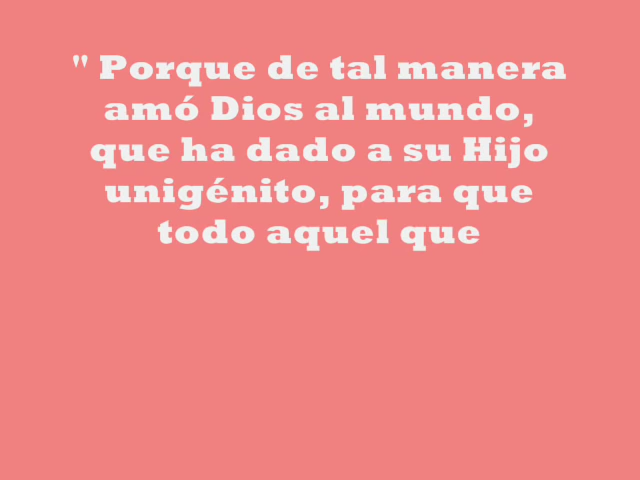 " Porque de tal manera
amó Dios al mundo,
que ha dado a su Hijo
unigénito, para que
todo aquel que